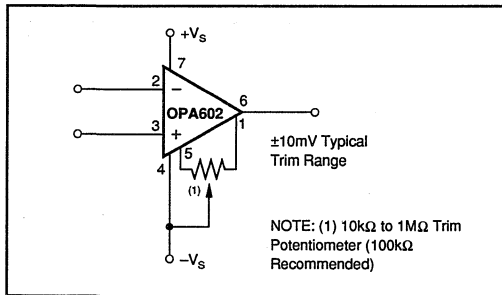 +VS
7
2
−
6
OPA602
3
+
1
5
4
(1)
±10mV Typical
Trim Range
−VS
NOTE: (1) 10kΩ to 1MΩ Trim
Potentiometer (100kΩ
Recommended)